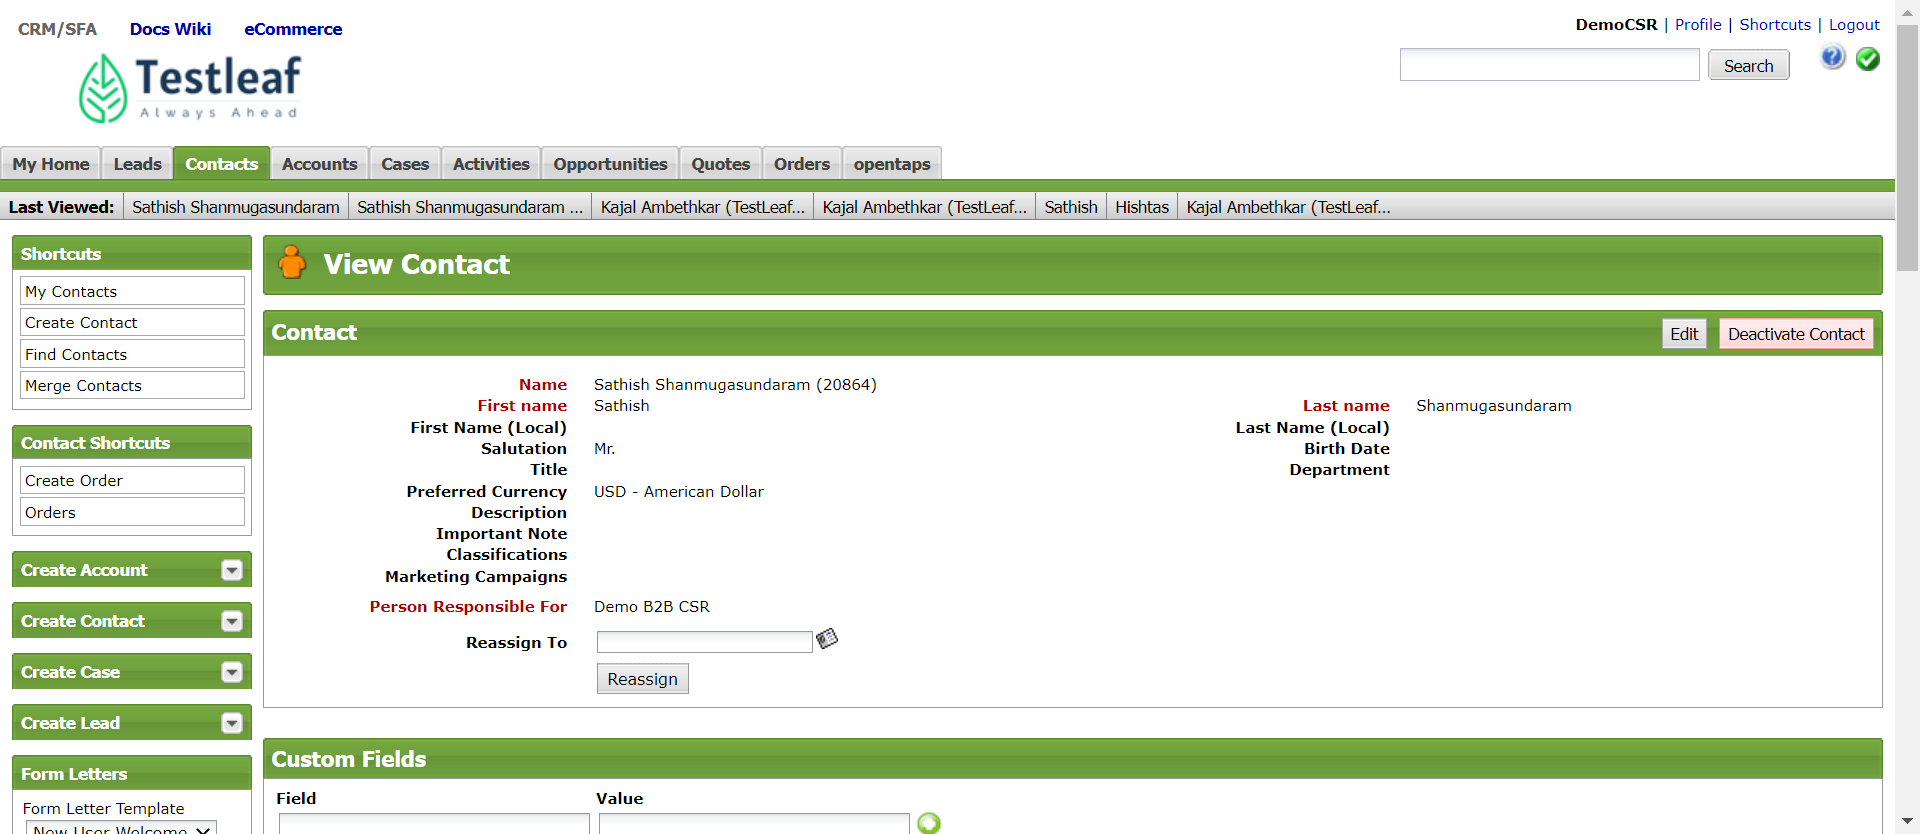 CRM/SFA Docs Wiki eCommerce
DemoCSR | Profile | Shortcuts | Logout
Testleaf
Always Ahead
Search
My Home Leads Contacts Accounts Cases Activities Opportunities Quotes Orders opentaps
Last Viewed: Sathish Shanmugasundaram Sathish Shanmugasundaram ... Kajal Ambethkar (TestLeaf... Kajal Ambethkar (TestLeaf... Sathish Hishtas Kajal Ambethkar (TestLeaf...
Shortcuts
My Contacts
Create Contact
Find Contacts
Merge Contacts
Contact Shortcuts
Create Order
Orders
Create Account
Create Contact
Create Case
Create Lead
Form Letters
Form Letter Template
New User Welcome
View Contact
Contact
Edit Deactivate Contact
Name Sathish Shanmugasundaram (20864)
First name Sathish Last name Shanmugasundaram
First Name (Local) Last Name (Local)
Salutation Mr. Birth Date
Title Department
Preferred Currency USD - American Dollar
Description
Important Note
Classifications
Marketing Campaigns
Person Responsible For Demo B2B CSR
Reassign To
Reassign
Custom Fields
Field Value